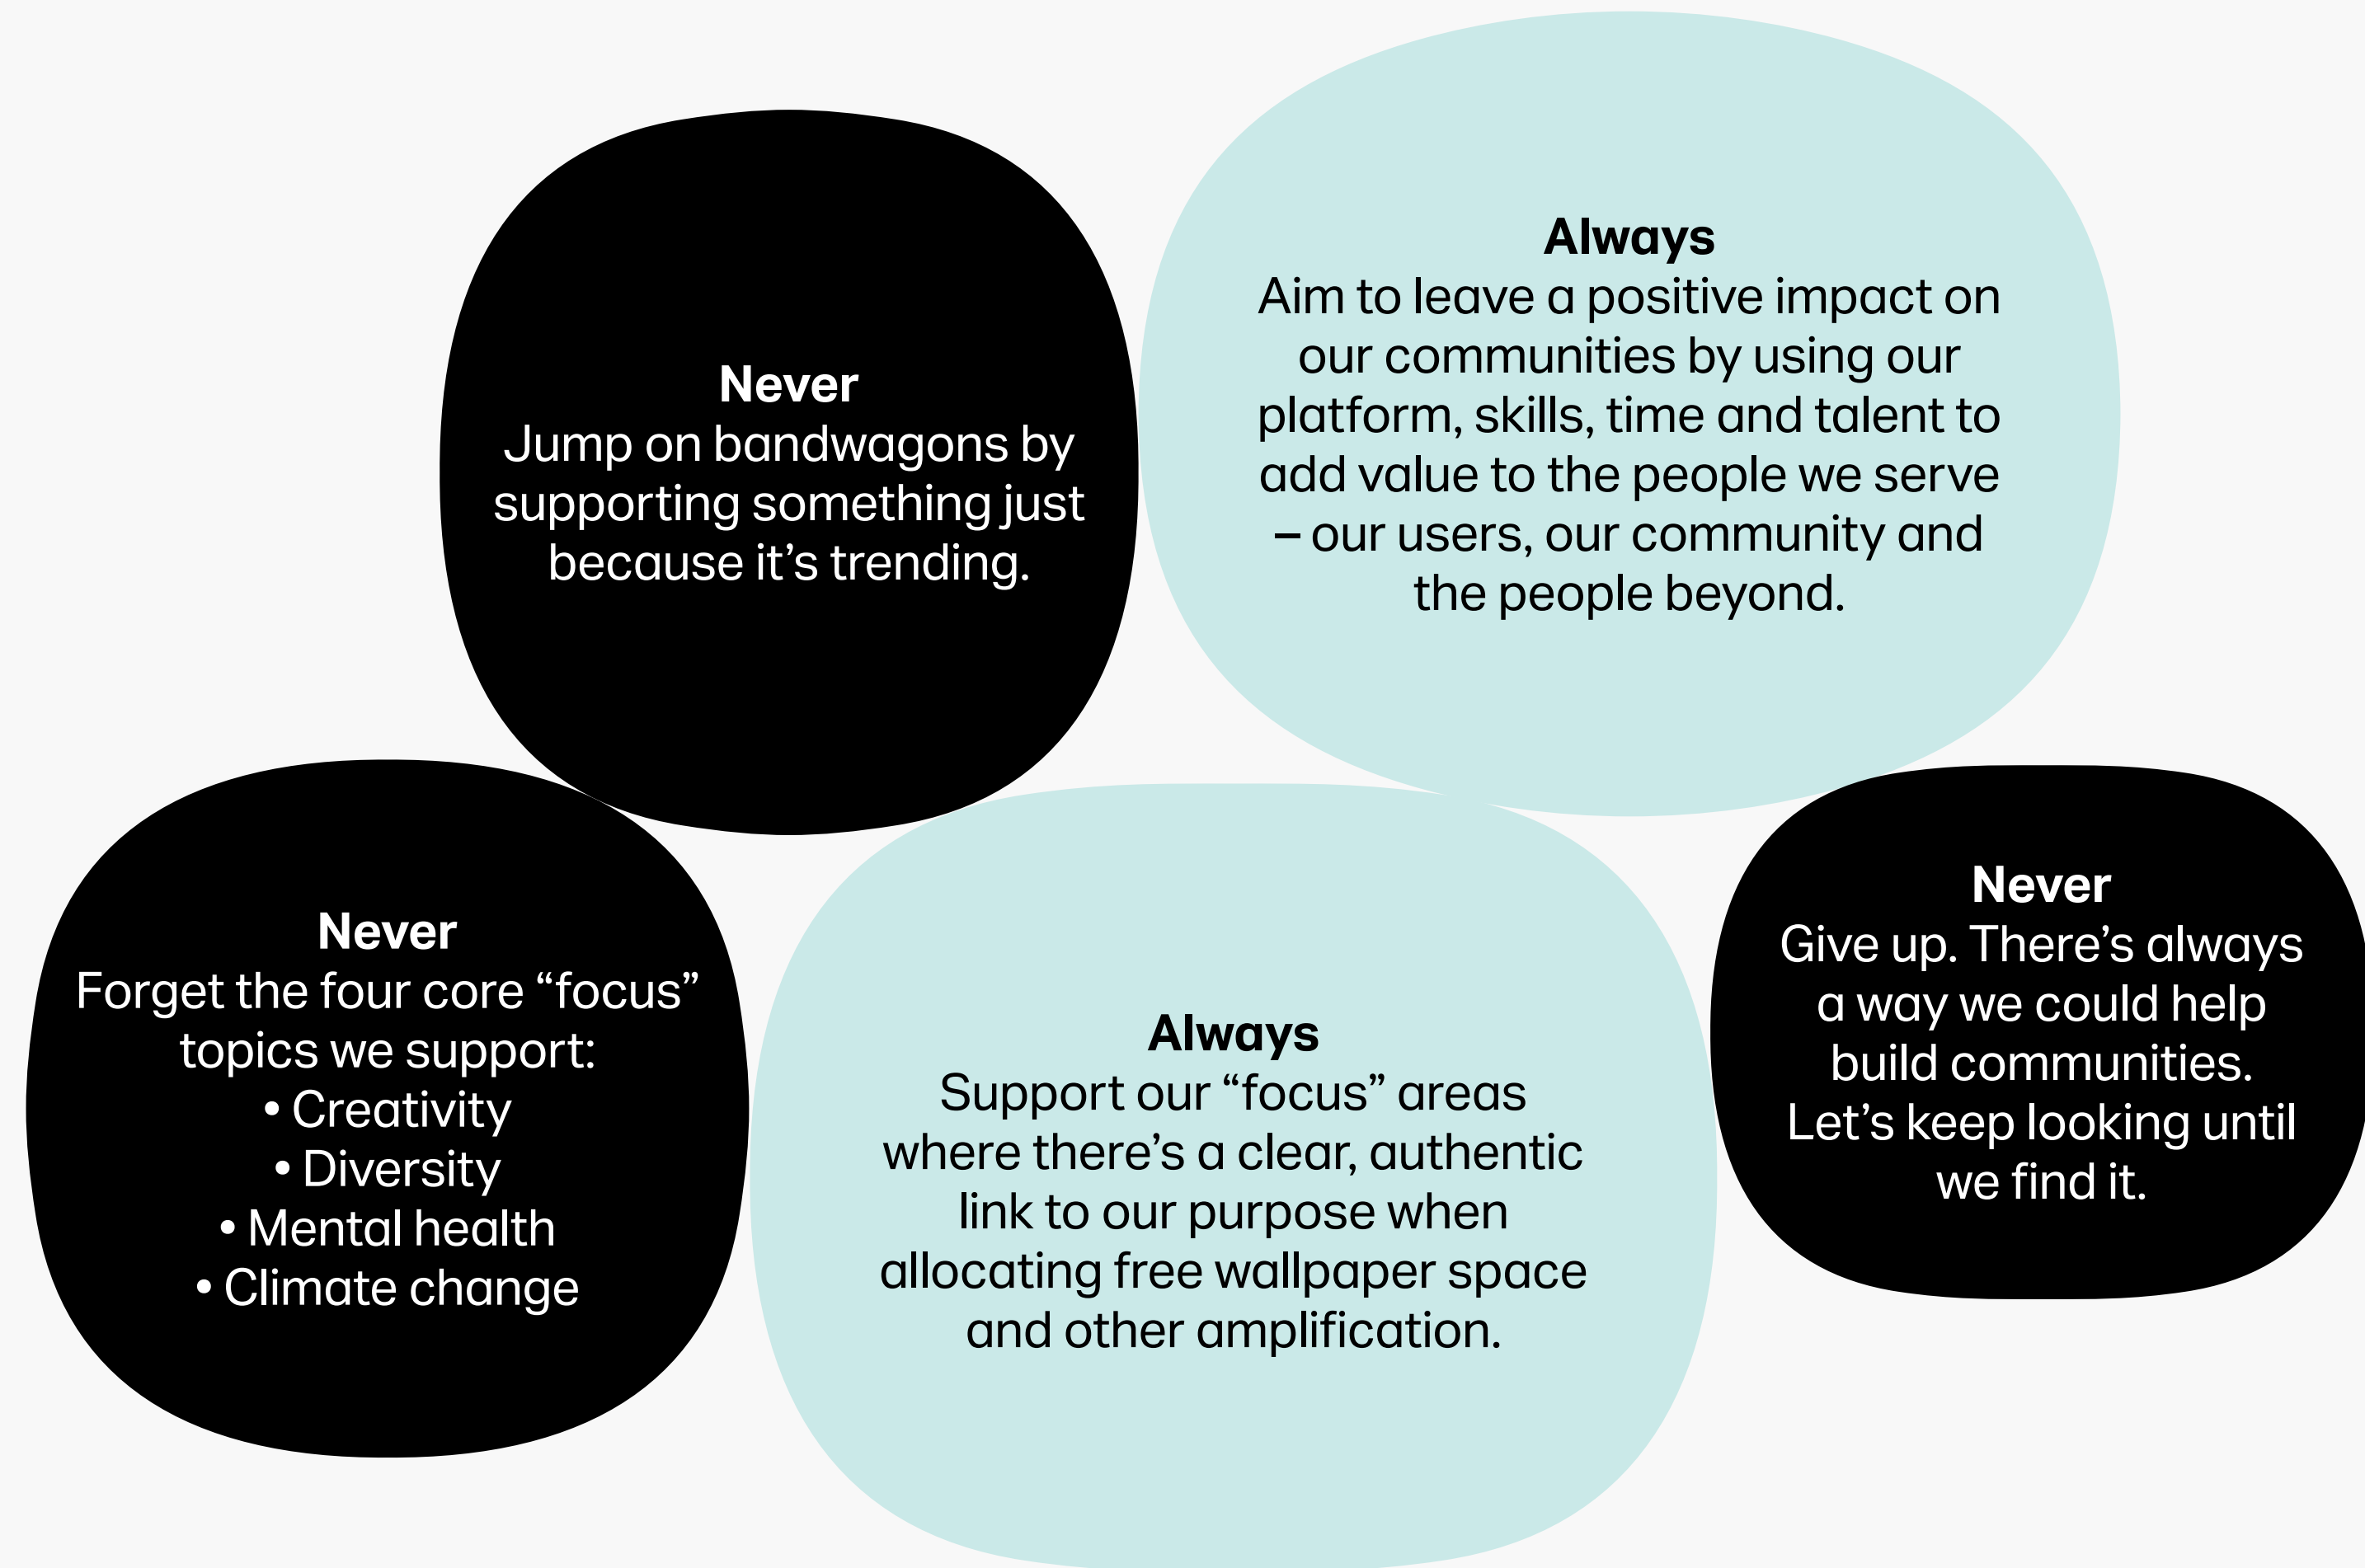 Never
Jump on bandwagons by
supporting something just
because it’s trending.
Always
Aim to leave a positive impact on
our communities by using our
platform, skills, time and talent to
add value to the people we serve
– our users, our community and
the people beyond.
Never
Forget the four core “focus”
topics we support:
• Creativity
• Diversity
• Mental health
• Climate change
Always
Support our “focus” areas
where there’s a clear, authentic
link to our purpose when
allocating free wallpaper space
and other amplification.
Never
Give up. There’s always
a way we could help
build communities.
Let’s keep looking until
we find it.